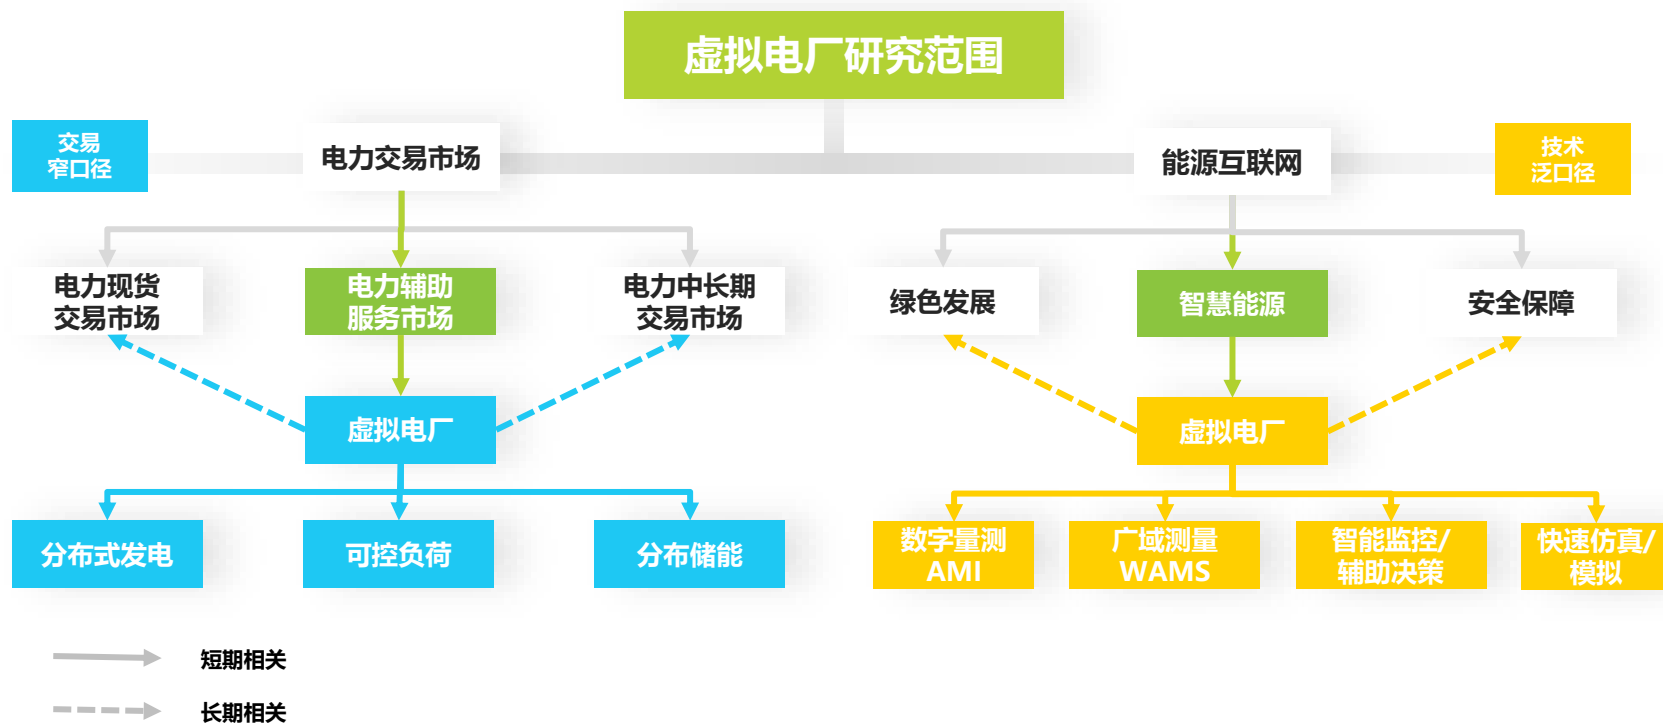 虚拟电厂研究范围
交易
窄口径
电力交易市场
能源互联网
技术
泛口径
电力现货
交易市场
电力辅助
服务市场
电力中长期
交易市场
绿色发展
智慧能源
安全保障
虚拟电厂
虚拟电厂
分布式发电
可控负荷
分布储能
数字量测
AMI
广域测量
WAMS
智能监控/
辅助决策
快速仿真/
模拟
短期相关
长期相关